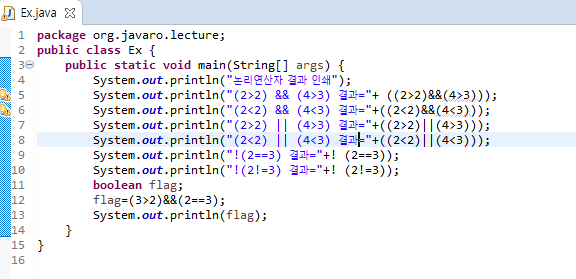 Ex.java
1 package org.javaro.lecture;
2 public class Ex {
3 public static void main(String[] args) {
4 System.out.println("논리연산자 결과 인쇄");
5 System.out.println("(2>2) && (4>3) 결과="+ ((2>2)&&(4>3)));
6 System.out.println("(2<2) && (4<3) 결과="+((2<2)&&(4<3)));
7 System.out.println("(2>2) || (4>3) 결과="+((2>2)||(4>3)));
8 System.out.println("(2<2) || (4<3) 결과="+((2<2)||(4<3)));
9 System.out.println("!(2==3) 결과="+! (2==3));
10 System.out.println("!(2!=3) 결과="+! (2!=3));
11 boolean flag;
12 flag=(3>2)&&(2==3);
13 System.out.println(flag);
14 }
15 }
16